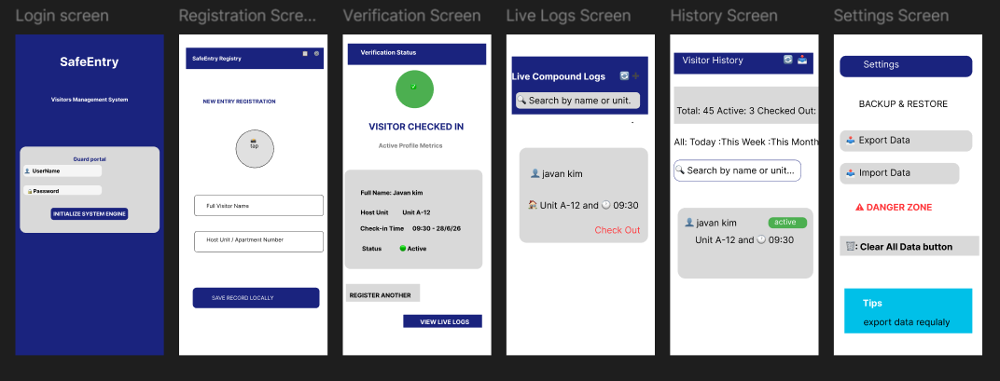 Login screen
SafeEntry
Visitors Management System
Guard portal
👤 UserName
🔒Password
INITIALIZE SYSTEM ENGINE
Registration Scre...
SafeEntry Registry
NEW ENTRY REGISTRATION
📷
tap
Full Visitor Name
Host Unit / Apartment Number
SAVE RECORD LOCALLY
Verification Screen
Verification Status
✅
VISITOR CHECKED IN
Active Profile Metrics
Full Name: Javan kim
Host Unit Unit A-12
Check-in Time 09:30 - 28/6/26
Status 🟢 Active
REGISTER ANOTHER
VIEW LIVE LOGS
Live Logs Screen
Live Compound Logs 🔄 ➕
🔍 Search by name or unit.
.
👤 javan kim
🏠 Unit A-12 and 🕐 09:30
Check Out
History Screen
Visitor History 🔄 📤
Total: 45 Active: 3 Checked Out:
All: Today :This Week :This Month
🔍 Search by name or unit...
👤 javan kim active
Unit A-12 and 🕐 09:30
Settings Screen
Settings
BACKUP & RESTORE
📤 Export Data
📥 Import Data
⚠ DANGER ZONE
🗑: Clear All Data button
Tips
export data requlaly